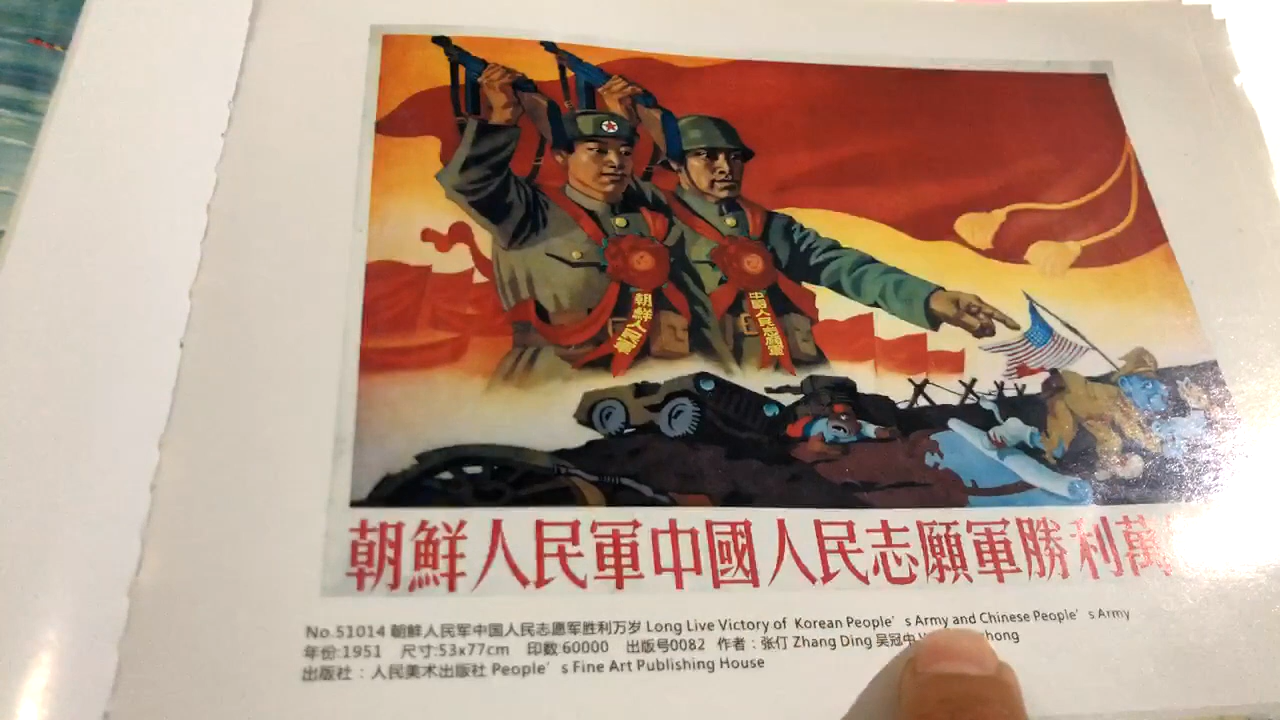 朝鮮人民軍
中國人民志願軍
朝鮮人民軍中國人民志願軍勝利萬
No.51014 朝鲜人民军中国人民志愿军胜利万岁 Long Live Victory of Korean People's Army and Chinese People's Army
年份:1951 尺寸:53x77cm 印数:60000 出版号0082 作者：张仃 Zhang Ding 吴冠中
出版社：人民美术出版社 People's Fine Art Publishing House